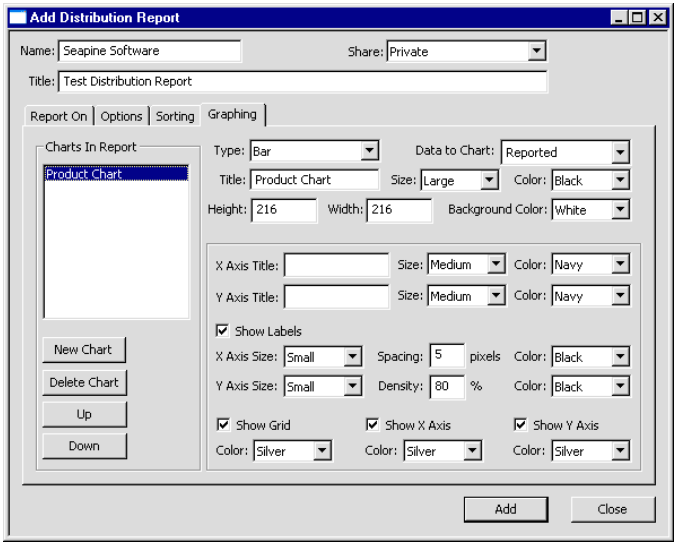 Add Distribution Report
Name: Seapine Software Share: Private
Title: Test Distribution Report
Report On Options Sorting Graphing
Charts In Report
Product Chart
New Chart
Delete Chart
Up
Down
Type: Bar Data to Chart: Reported
Title: Product Chart Size: Large Color: Black
Height: 216 Width: 216 Background Color: White
X Axis Title: Size: Medium Color: Navy
Y Axis Title: Size: Medium Color: Navy
Show Labels
X Axis Size: Small Spacing: 5 pixels Color: Black
Y Axis Size: Small Density: 80 % Color: Black
Show Grid Show X Axis Show Y Axis
Color: Silver Color: Silver Color: Silver
Add Close